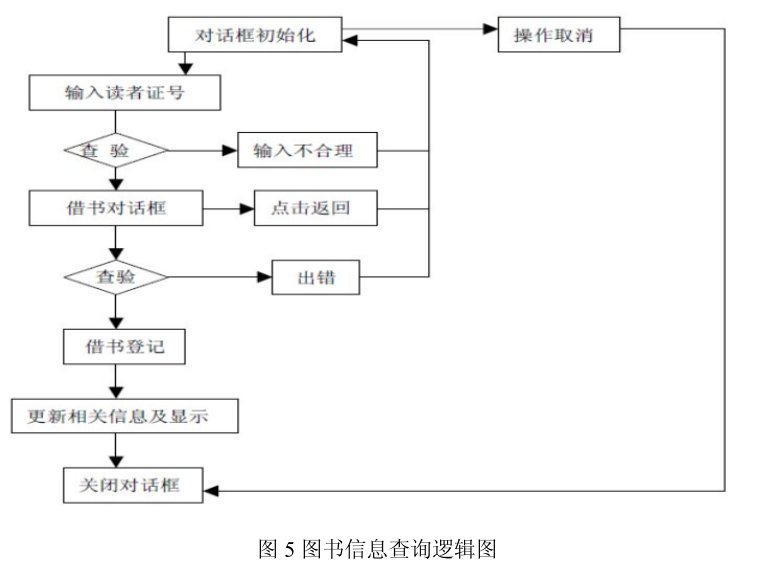 对话框初始化
操作取消
输入读者证号
查 验
输入不合理
借书对话框
点击返回
查验
出错
借书登记
更新相关信息及显示
关闭对话框
图 5 图书信息查询逻辑图